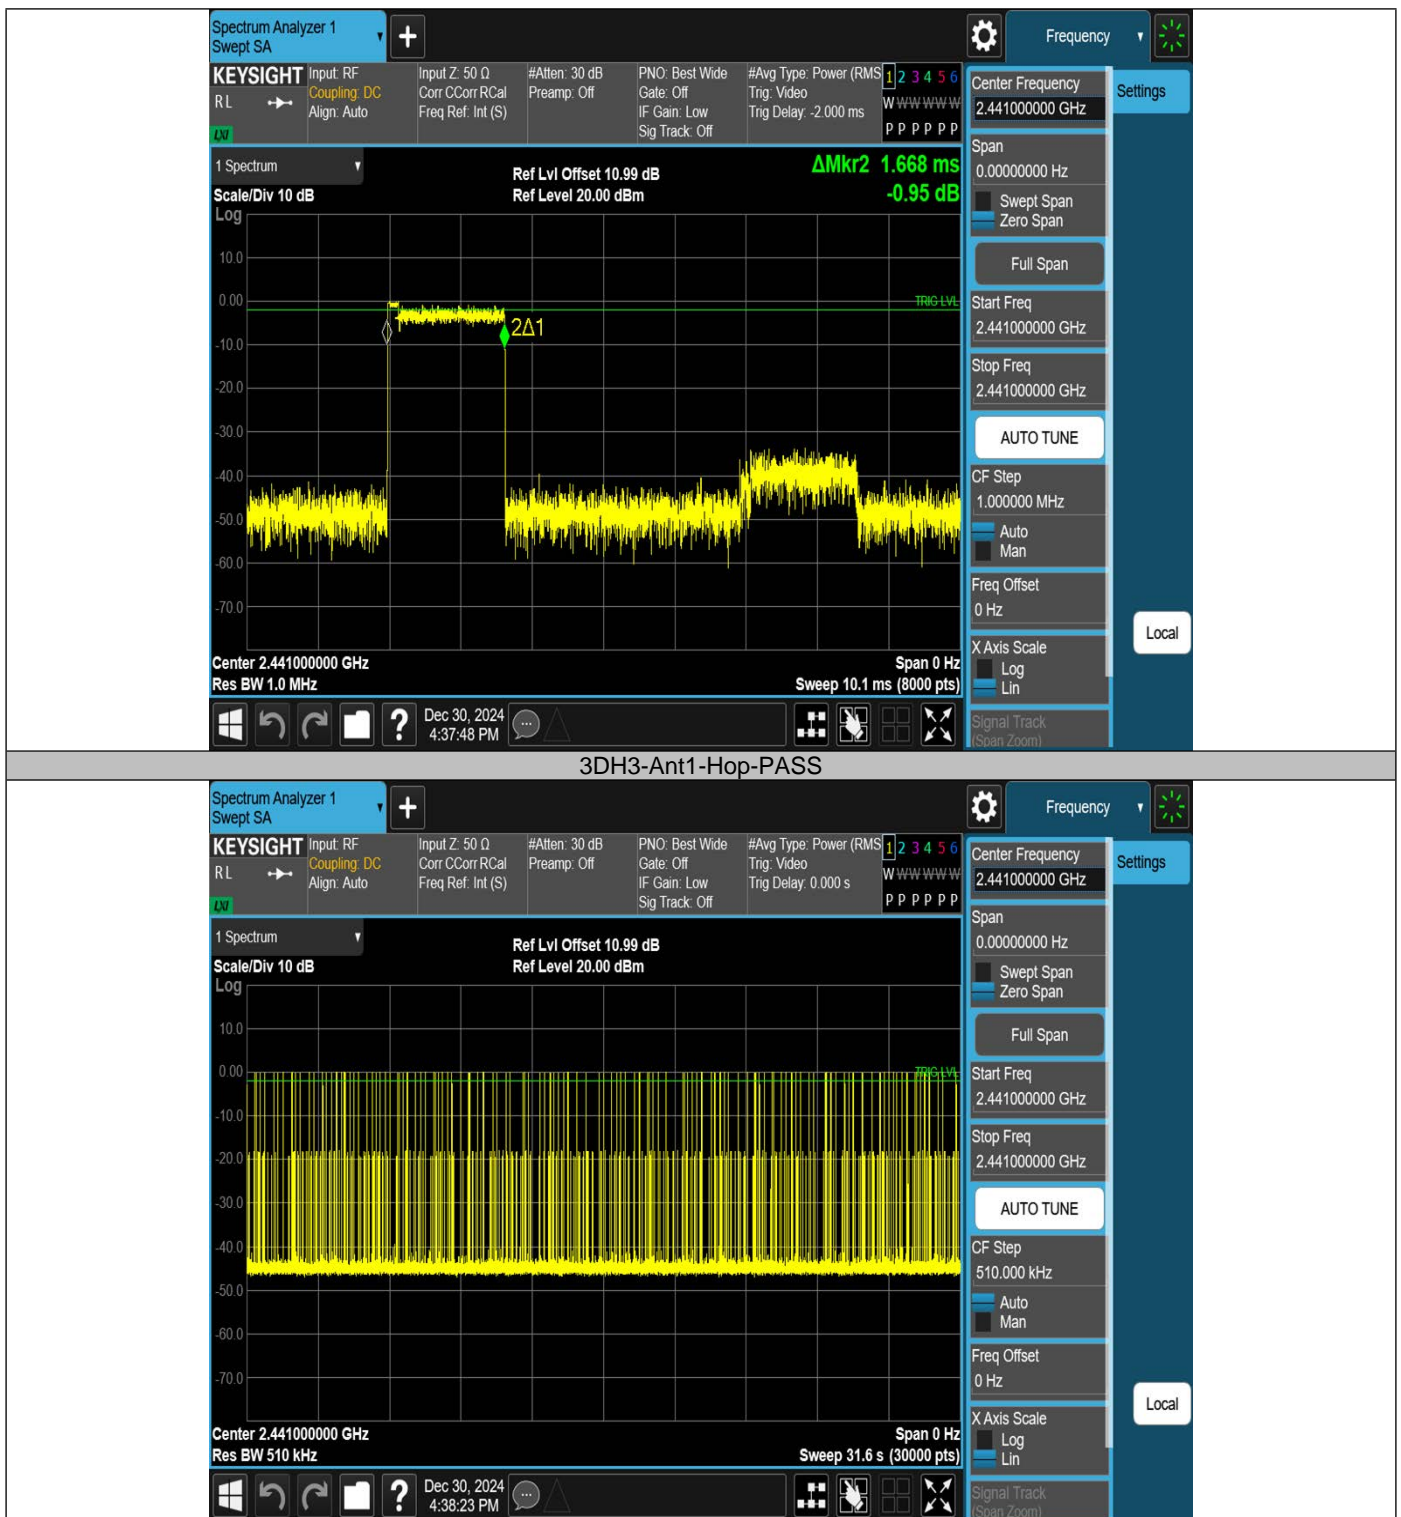 Spectrum Analyzer 1
Swept SA
Frequency
KEYSIGHT
RL
LXI
Input: RF
Coupling: DC
Align: Auto
Input Z: 50 Ω
Corr CCorr RCal
Freq Ref: Int (S)
#Atten: 30 dB
Preamp: Off
PNO: Best Wide
Gate: Off
IF Gain: Low
Sig Track: Off
#Avg Type: Power (RMS
Trig: Video
Trig Delay: -2.000 ms
1 2 3 4 5 6
W W W W W W
P P P P P P
1 Spectrum
Scale/Div 10 dB
Log
Ref Lvl Offset 10.99 dB
Ref Level 20.00 dBm
ΔMkr2 1.668 ms
-0.95 dB
10.0
0.00
-10.0
-20.0
-30.0
-40.0
-50.0
-60.0
-70.0
TRIG LVL
2Δ1
Center 2.441000000 GHz
Res BW 1.0 MHz
Span 0 Hz
Sweep 10.1 ms (8000 pts)
Dec 30, 2024
4:37:48 PM
Center Frequency
2.441000000 GHz
Settings
Span
0.00000000 Hz
Swept Span
Zero Span
Full Span
Start Freq
2.441000000 GHz
Stop Freq
2.441000000 GHz
AUTO TUNE
CF Step
1.000000 MHz
Auto
Man
Freq Offset
0 Hz
X Axis Scale
Log
Lin
Local
Signal Track
(Span Zoom)
3DH3-Ant1-Hop-PASS
Spectrum Analyzer 1
Swept SA
Frequency
KEYSIGHT
RL
LXI
Input: RF
Coupling: DC
Align: Auto
Input Z: 50 Ω
Corr CCorr RCal
Freq Ref: Int (S)
#Atten: 30 dB
Preamp: Off
PNO: Best Wide
Gate: Off
IF Gain: Low
Sig Track: Off
#Avg Type: Power (RMS
Trig: Video
Trig Delay: 0.000 s
1 2 3 4 5 6
W W W W W W
P P P P P P
1 Spectrum
Scale/Div 10 dB
Log
Ref Lvl Offset 10.99 dB
Ref Level 20.00 dBm
10.0
0.00
-10.0
-20.0
-30.0
-40.0
-50.0
-60.0
-70.0
TRIG LVL
Center 2.441000000 GHz
Res BW 510 kHz
Span 0 Hz
Sweep 31.6 s (30000 pts)
Dec 30, 2024
4:38:23 PM
Center Frequency
2.441000000 GHz
Settings
Span
0.00000000 Hz
Swept Span
Zero Span
Full Span
Start Freq
2.441000000 GHz
Stop Freq
2.441000000 GHz
AUTO TUNE
CF Step
510.000 kHz
Auto
Man
Freq Offset
0 Hz
X Axis Scale
Log
Lin
Local
Signal Track
(Span Zoom)